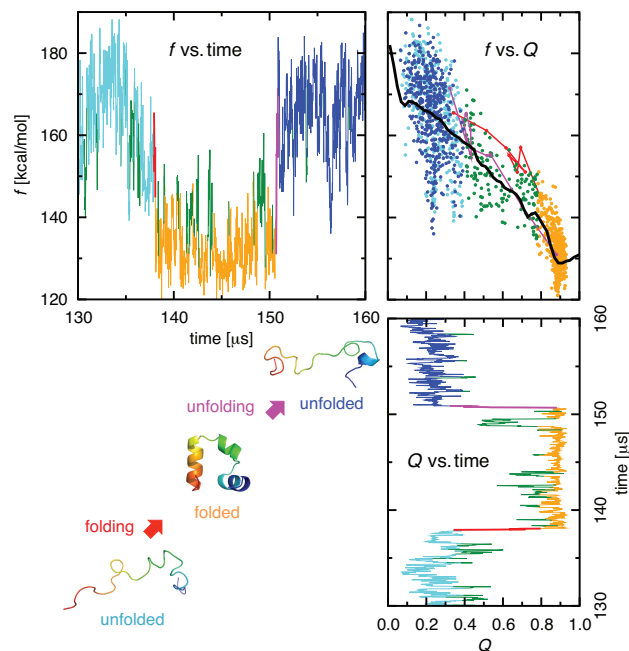 f vs. time
f vs. Q
f [kcal/mol]
180
160
140
120
130
140
150
160
time [μs]
160
150
140
130
time [μs]
Q vs. time
0.0 0.2 0.4 0.6 0.8 1.0
Q
unfolding
unfolded
folded
folding
unfolded